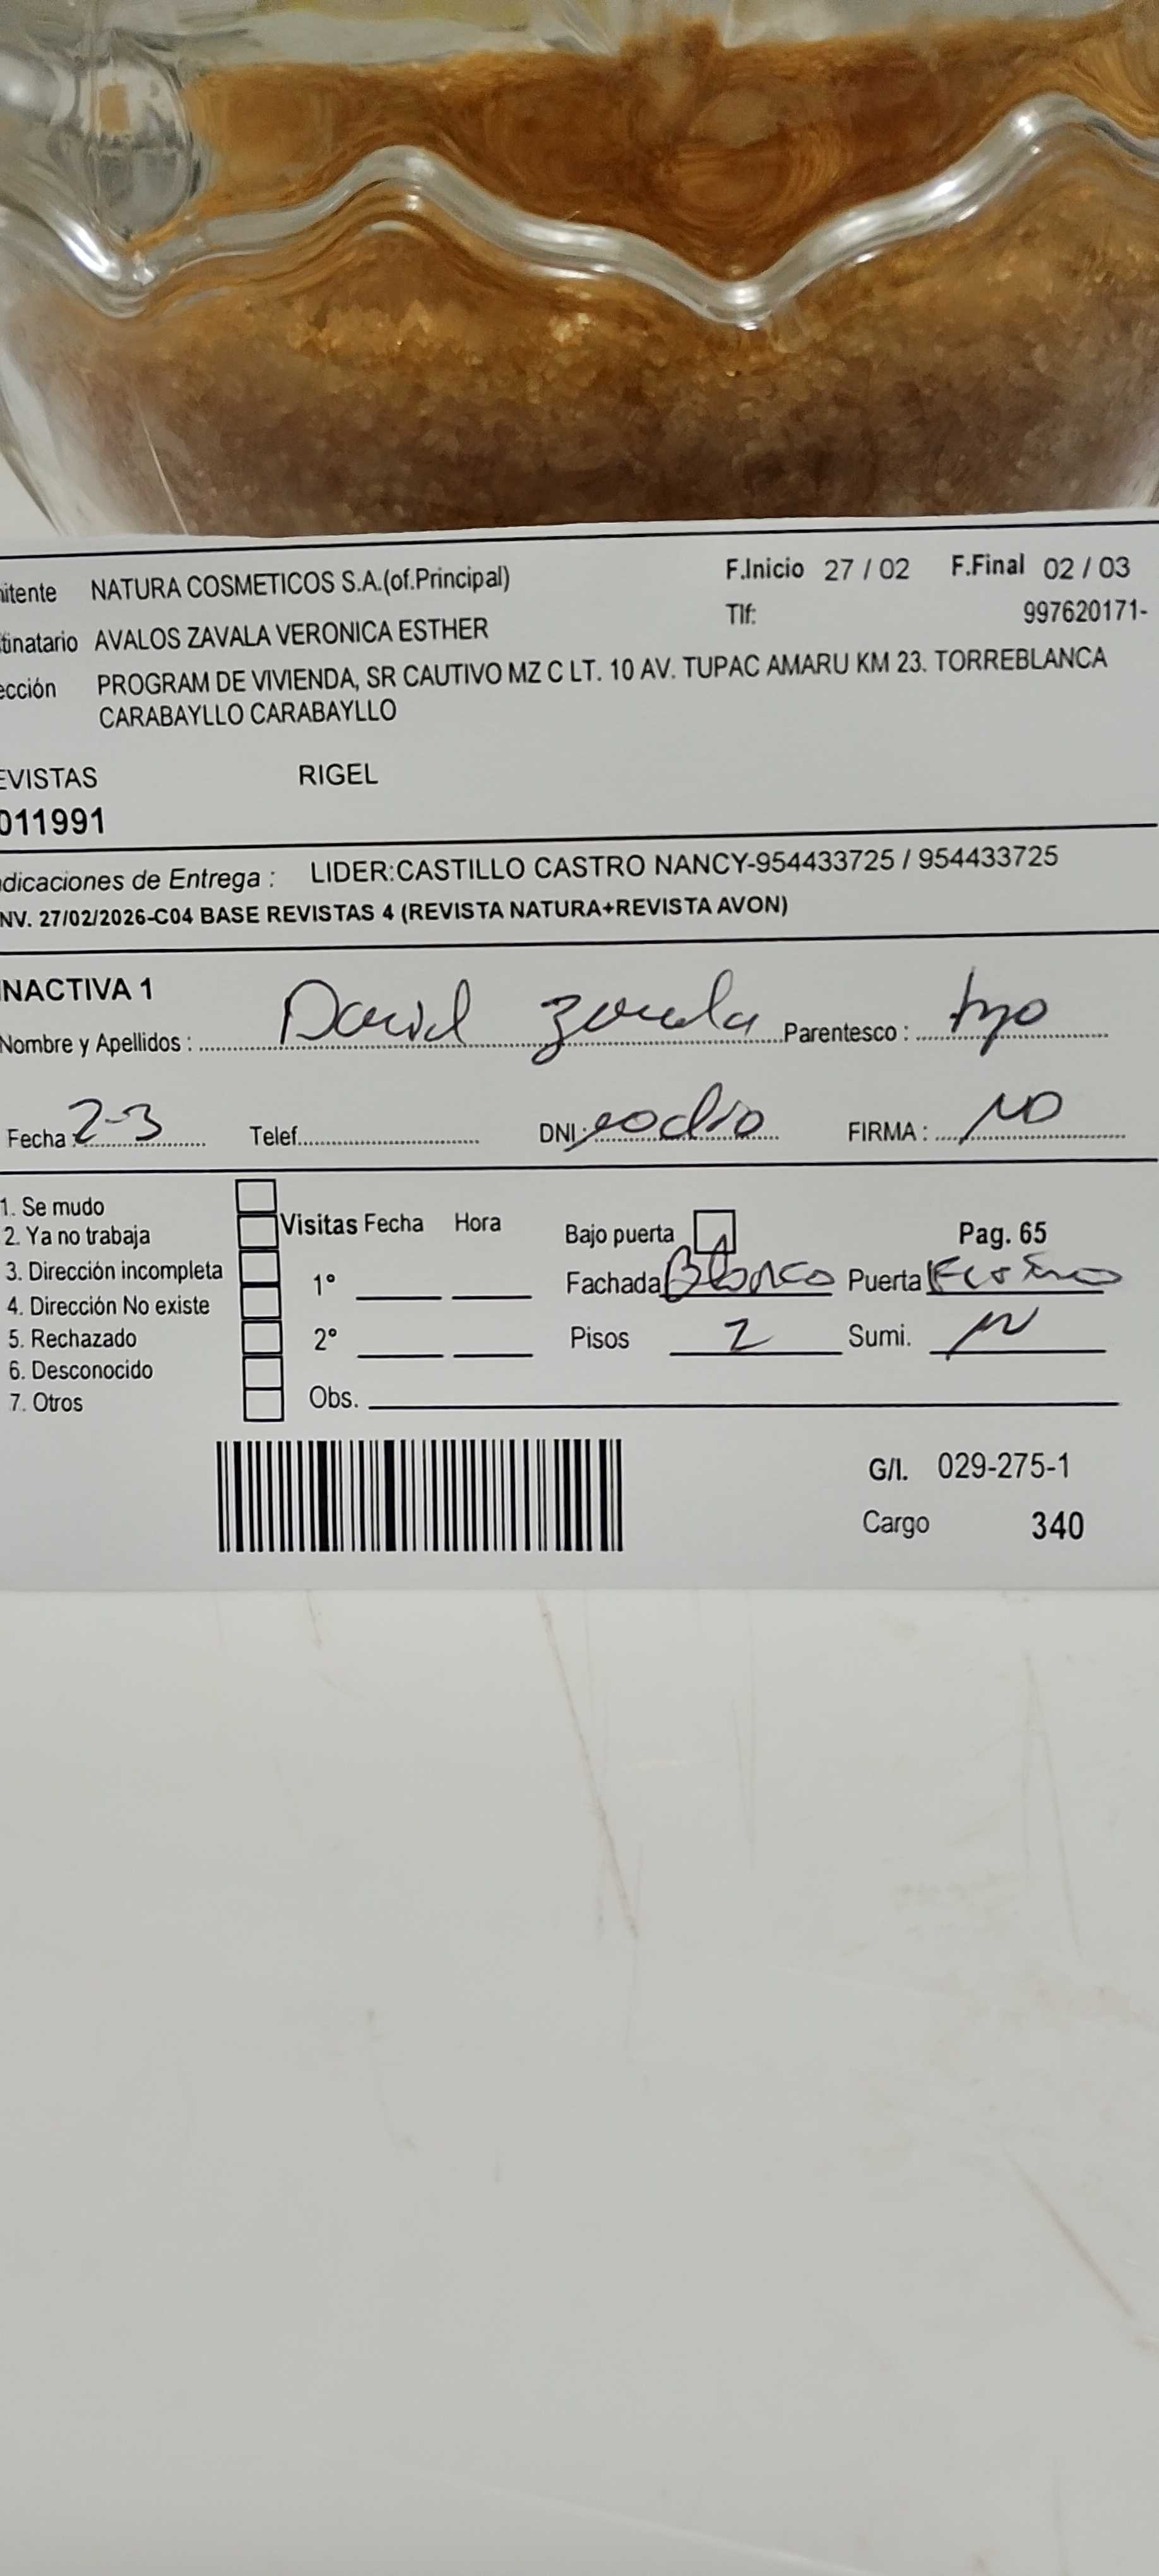 itente NATURA COSMETICOS S.A.(of.Principal) F.Inicio 27 / 02 F.Final 02 / 03
Tlf: 997620171-
tinatario AVALOS ZAVALA VERONICA ESTHER
ección PROGRAM DE VIVIENDA, SR CAUTIVO MZ C LT. 10 AV. TUPAC AMARU KM 23. TORREBLANCA
CARABAYLLO CARABAYLLO
EVISTAS RIGEL
011991
dicaciones de Entrega : LIDER:CASTILLO CASTRO NANCY-954433725 / 954433725
NV. 27/02/2026-C04 BASE REVISTAS 4 (REVISTA NATURA+REVISTA AVON)
INACTIVA 1
Nombre y Apellidos : David Zavala Parentesco :
Fecha : 2-3 Telef. DNI: FIRMA : NO
1. Se mudo
2. Ya no trabaja
3. Dirección incompleta
4. Dirección No existe
5. Rechazado
6. Desconocido
7. Otros
Visitas Fecha Hora
1°
2°
Obs.
Bajo puerta Pag. 65
Fachada Blanco Puerta
Pisos 2 Sumi.
G/I. 029-275-1
Cargo 340